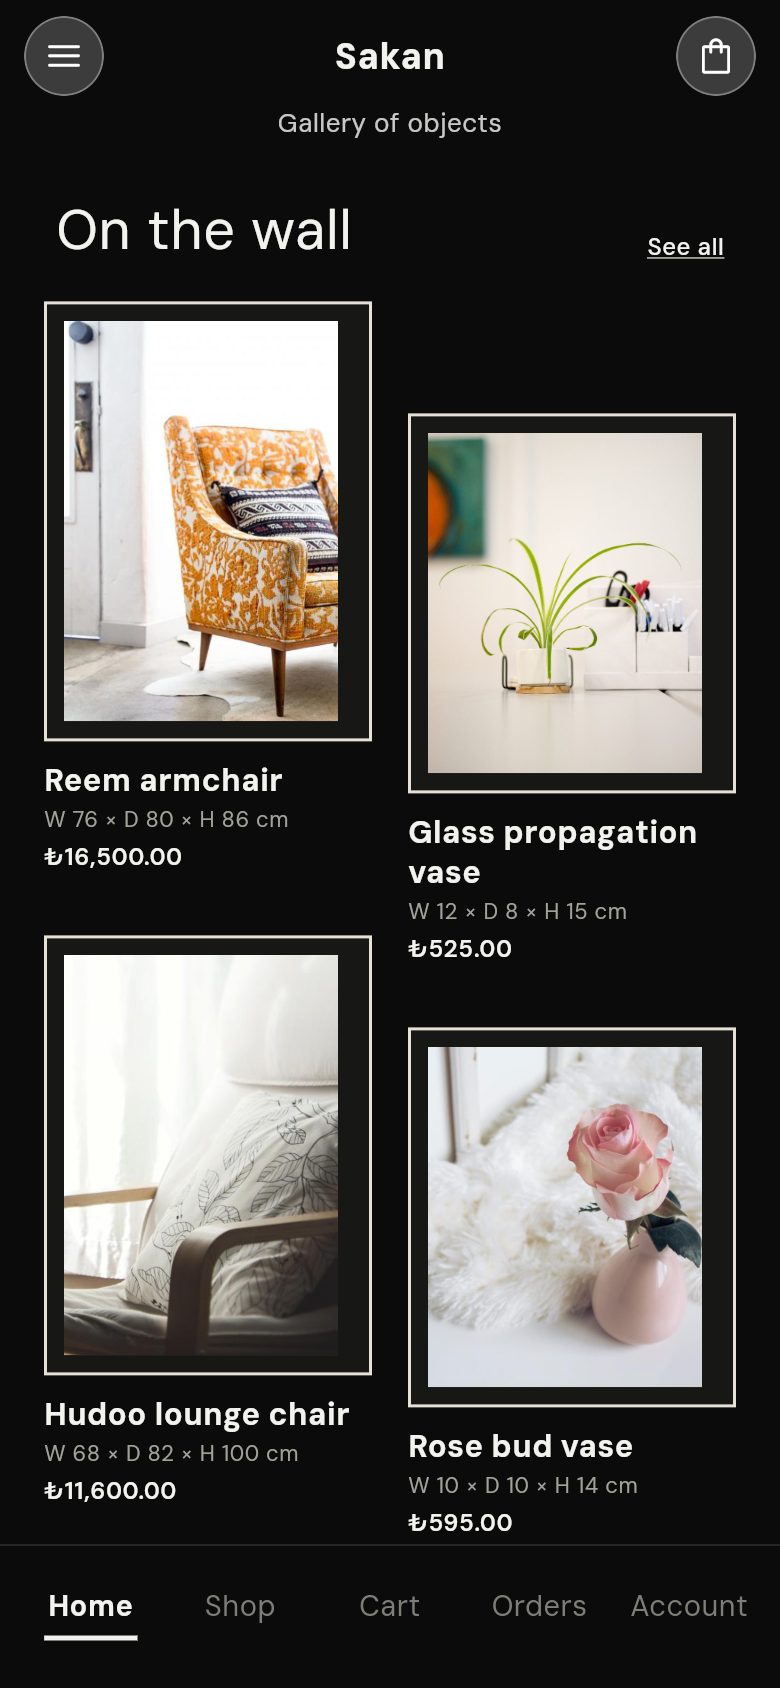 Sakan
Gallery of objects
On the wall
See all
Reem armchair
W 76 × D 80 × H 86 cm
₺16,500.00
Glass propagation
vase
W 12 × D 8 × H 15 cm
₺525.00
Hudoo lounge chair
W 68 × D 82 × H 100 cm
₺11,600.00
Rose bud vase
W 10 × D 10 × H 14 cm
₺595.00
Home
Shop
Cart
Orders
Account